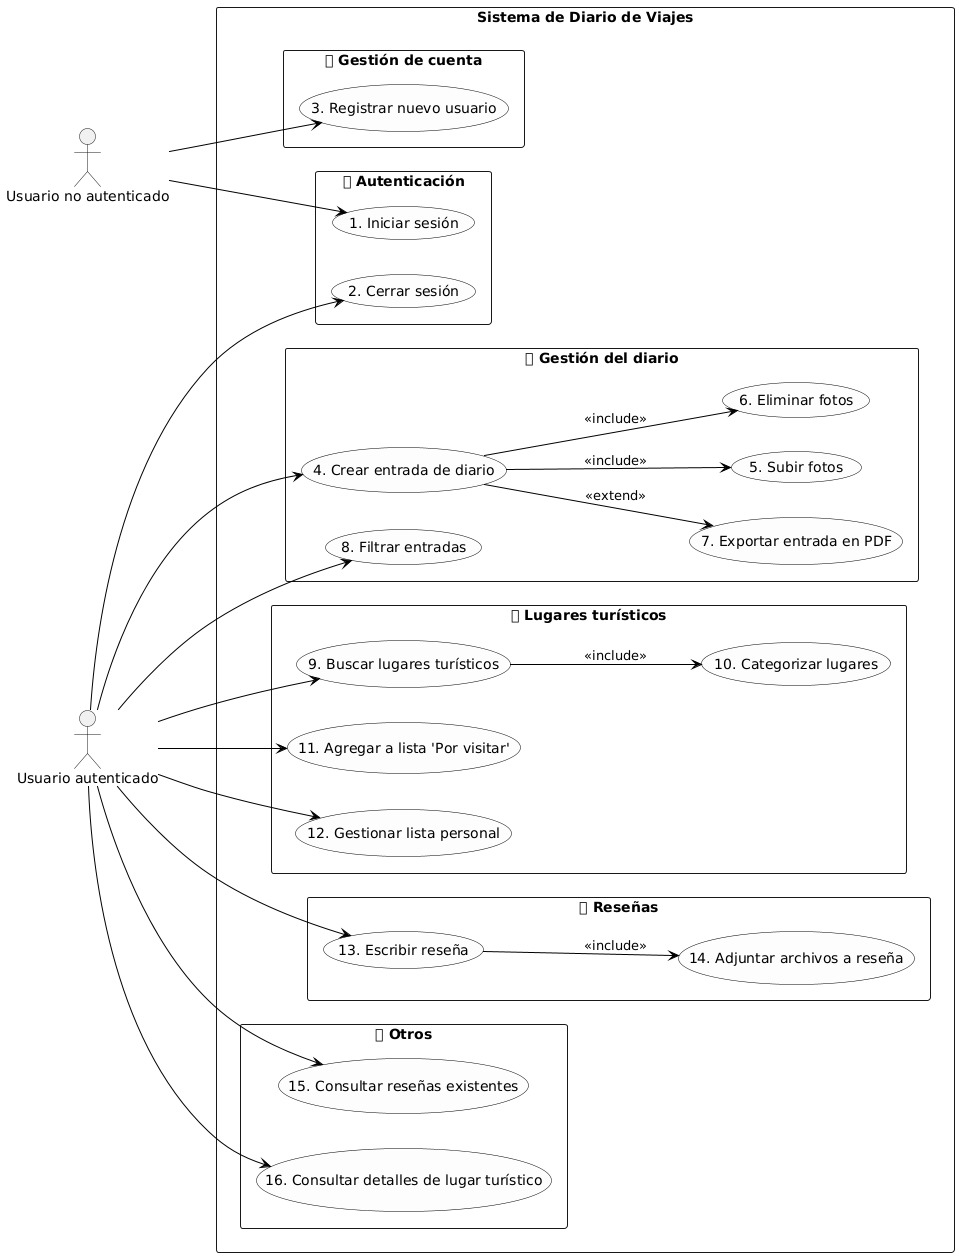 Sistema de Diario de Viajes
Gestión de cuenta
3. Registrar nuevo usuario
Usuario no autenticado
Autenticación
1. Iniciar sesión
2. Cerrar sesión
Gestión del diario
6. Eliminar fotos
«include»
4. Crear entrada de diario
«include»
5. Subir fotos
«extend»
7. Exportar entrada en PDF
8. Filtrar entradas
Lugares turísticos
9. Buscar lugares turísticos
«include»
10. Categorizar lugares
11. Agregar a lista 'Por visitar'
Usuario autenticado
12. Gestionar lista personal
Reseñas
13. Escribir reseña
«include»
14. Adjuntar archivos a reseña
Otros
15. Consultar reseñas existentes
16. Consultar detalles de lugar turístico